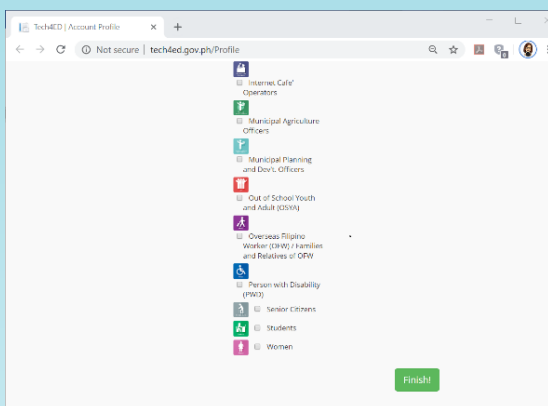 Tech4ED | Account Profile
Not secure | tech4ed.gov.ph/Profile
Internet Cafe'
Operators
Municipal Agriculture
Officers
Municipal Planning
and Dev't. Officers
Out of School Youth
and Adult (OSYA)
Overseas Filipino
Worker (OFW) / Families
and Relatives of OFW
Person with Disability
(PWD)
Senior Citizens
Students
Women
Finish!